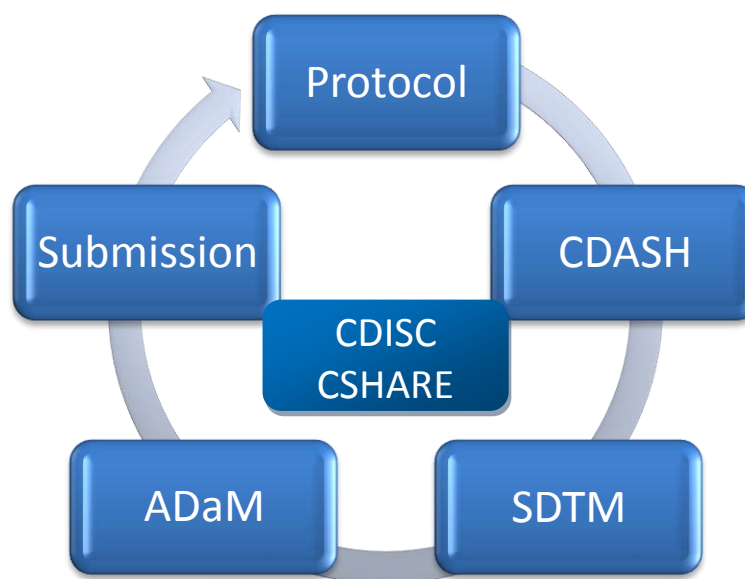 Protocol
Submission
CDASH
CDISC
CSHARE
ADaM
SDTM